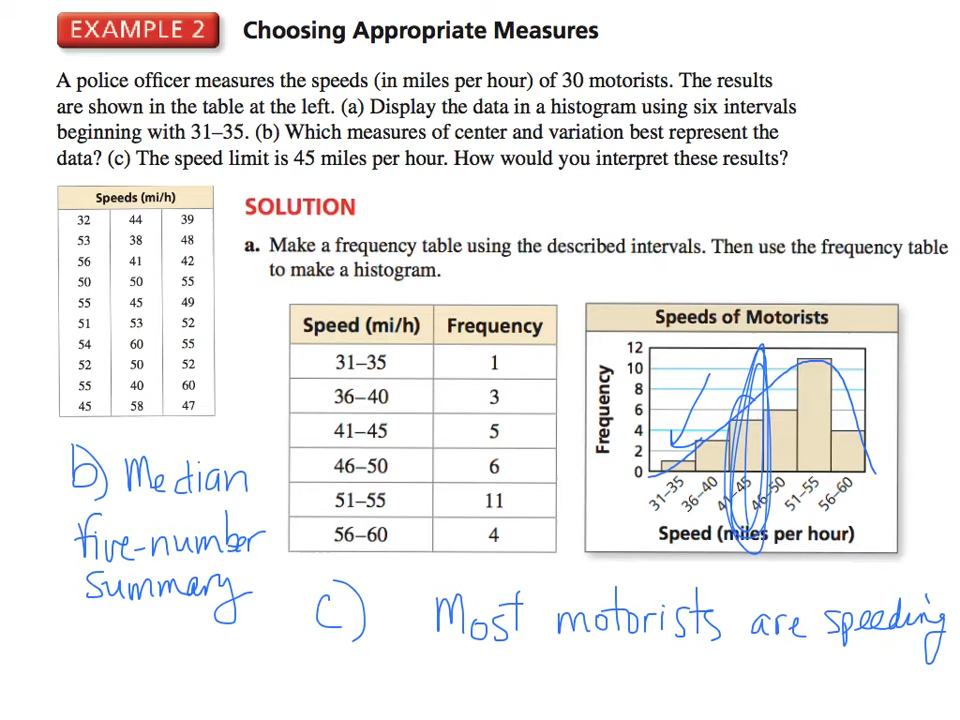 EXAMPLE 2 Choosing Appropriate Measures
A police officer measures the speeds (in miles per hour) of 30 motorists. The results
are shown in the table at the left. (a) Display the data in a histogram using six intervals
beginning with 31–35. (b) Which measures of center and variation best represent the
data? (c) The speed limit is 45 miles per hour. How would you interpret these results?
Speeds (mi/h)
32 44 39
53 38 48
56 41 42
50 50 55
55 45 49
51 53 52
54 60 55
52 50 52
55 40 60
45 58 47
SOLUTION
a. Make a frequency table using the described intervals. Then use the frequency table
to make a histogram.
Speed (mi/h) Frequency
31–35 1
36–40 3
41–45 5
46–50 6
51–55 11
56–60 4
Speeds of Motorists
Frequency
12
10
8
6
4
2
0
31–35 36–40 41–45 46–50 51–55 56–60
Speed (miles per hour)
b) Median
five-number
summary
c) Most motorists are speeding